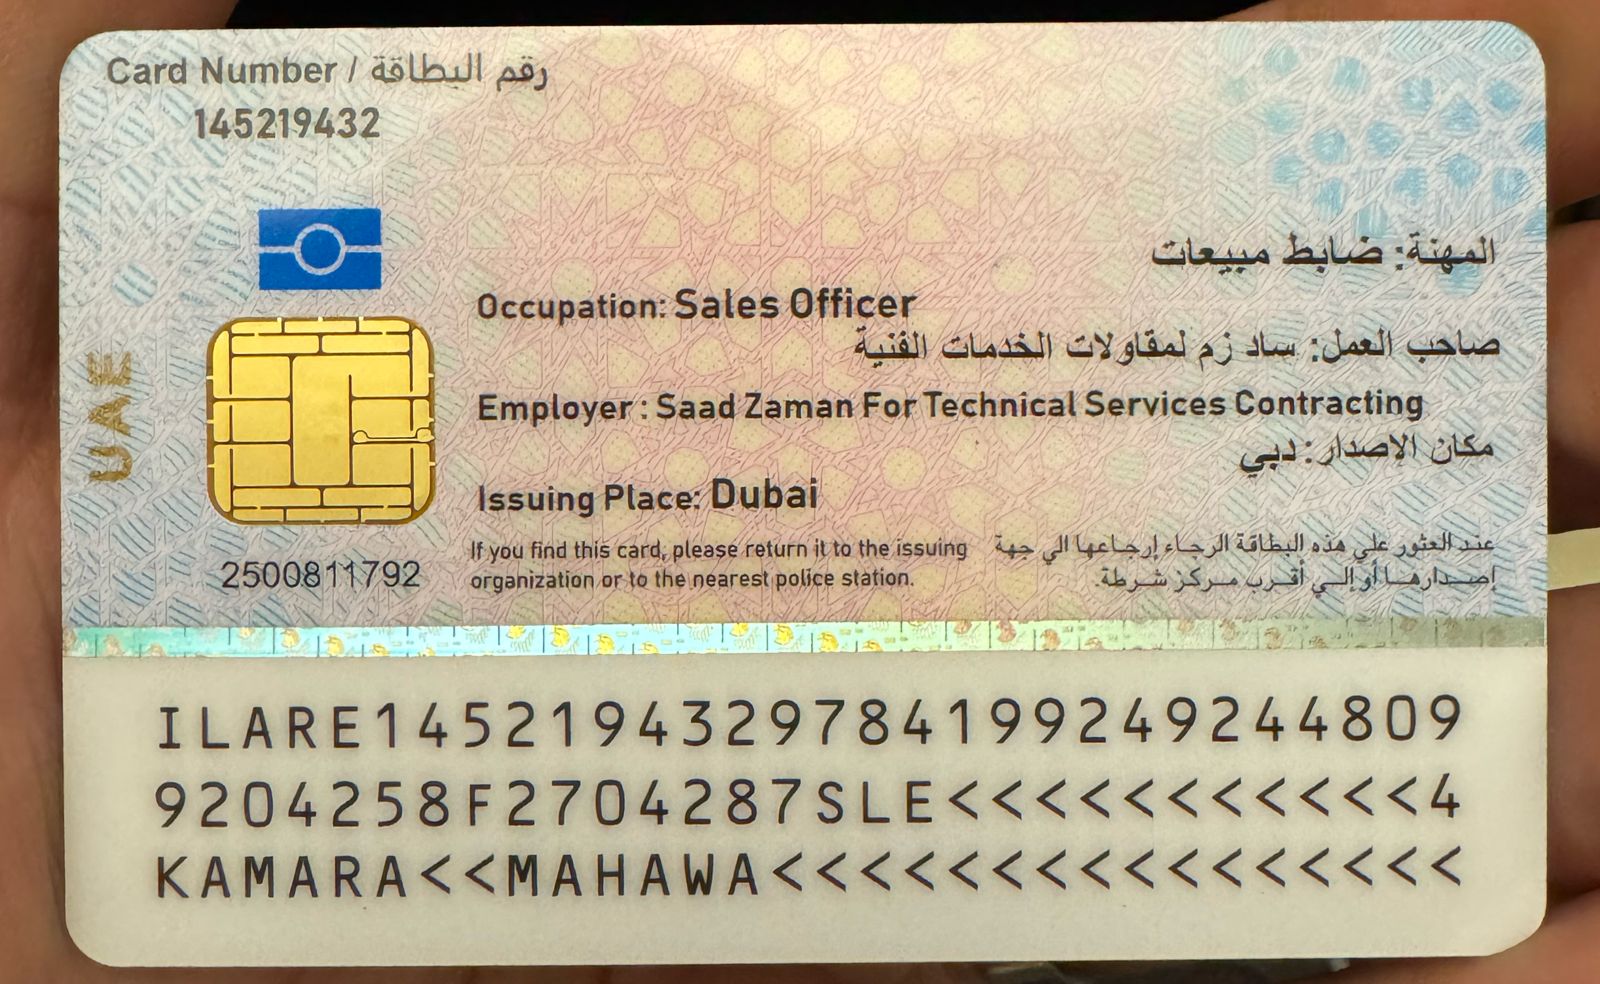 Card Number / رقم البطاقة
145219432
UAE
المهنة: ضابط مبيعات
Occupation: Sales Officer
صاحب العمل: ساد زم لمقاولات الخدمات الفنية
Employer : Saad Zaman For Technical Services Contracting
مكان الاصدار: دبي
Issuing Place: Dubai
If you find this card, please return it to the issuing
organization or to the nearest police station.
عند العثور علي هذه البطاقة الرجاء إرجاعها الي جهة
إصدارها أو إلي أقرب مركز شرطة.
2500811792
ILARE1452194329784199249244809
9204258F2704287SLE<<<<<<<<<<<4
KAMARA<<MAHAWA<<<<<<<<<<<<<<<<